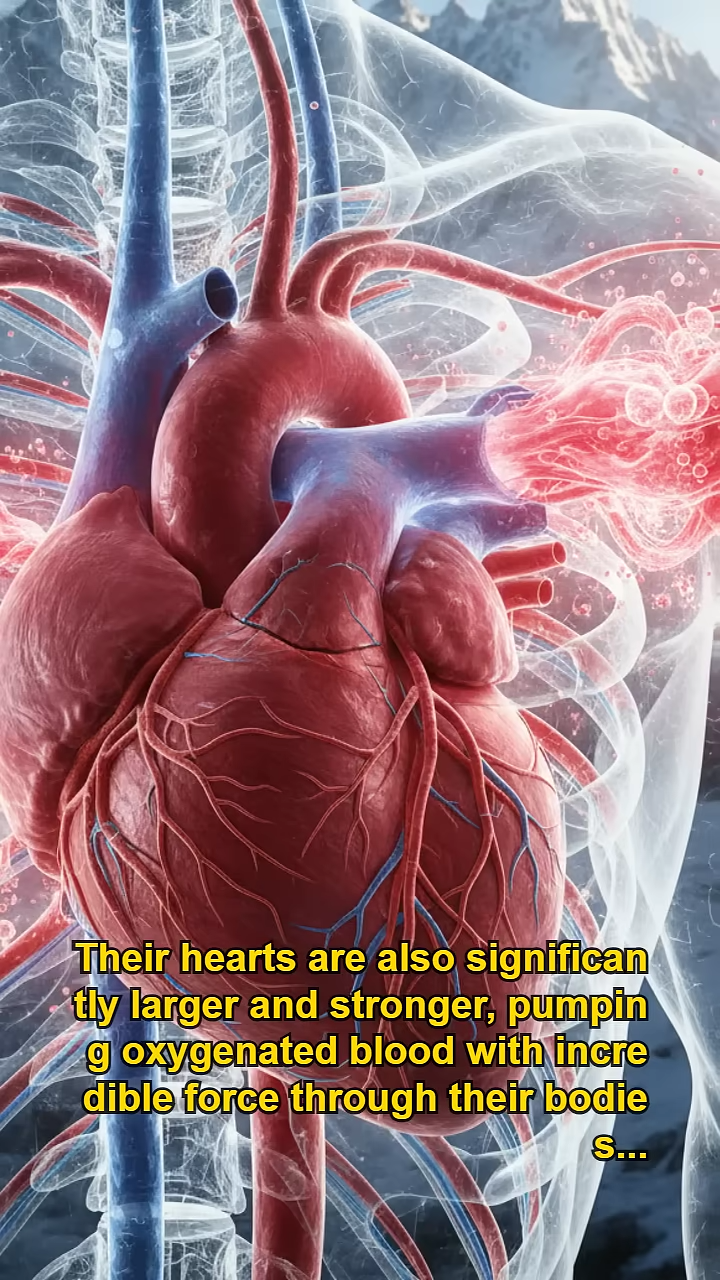 Their hearts are also significan
tly larger and stronger, pumpin
g oxygenated blood with incre
dible force through their bodie
s...